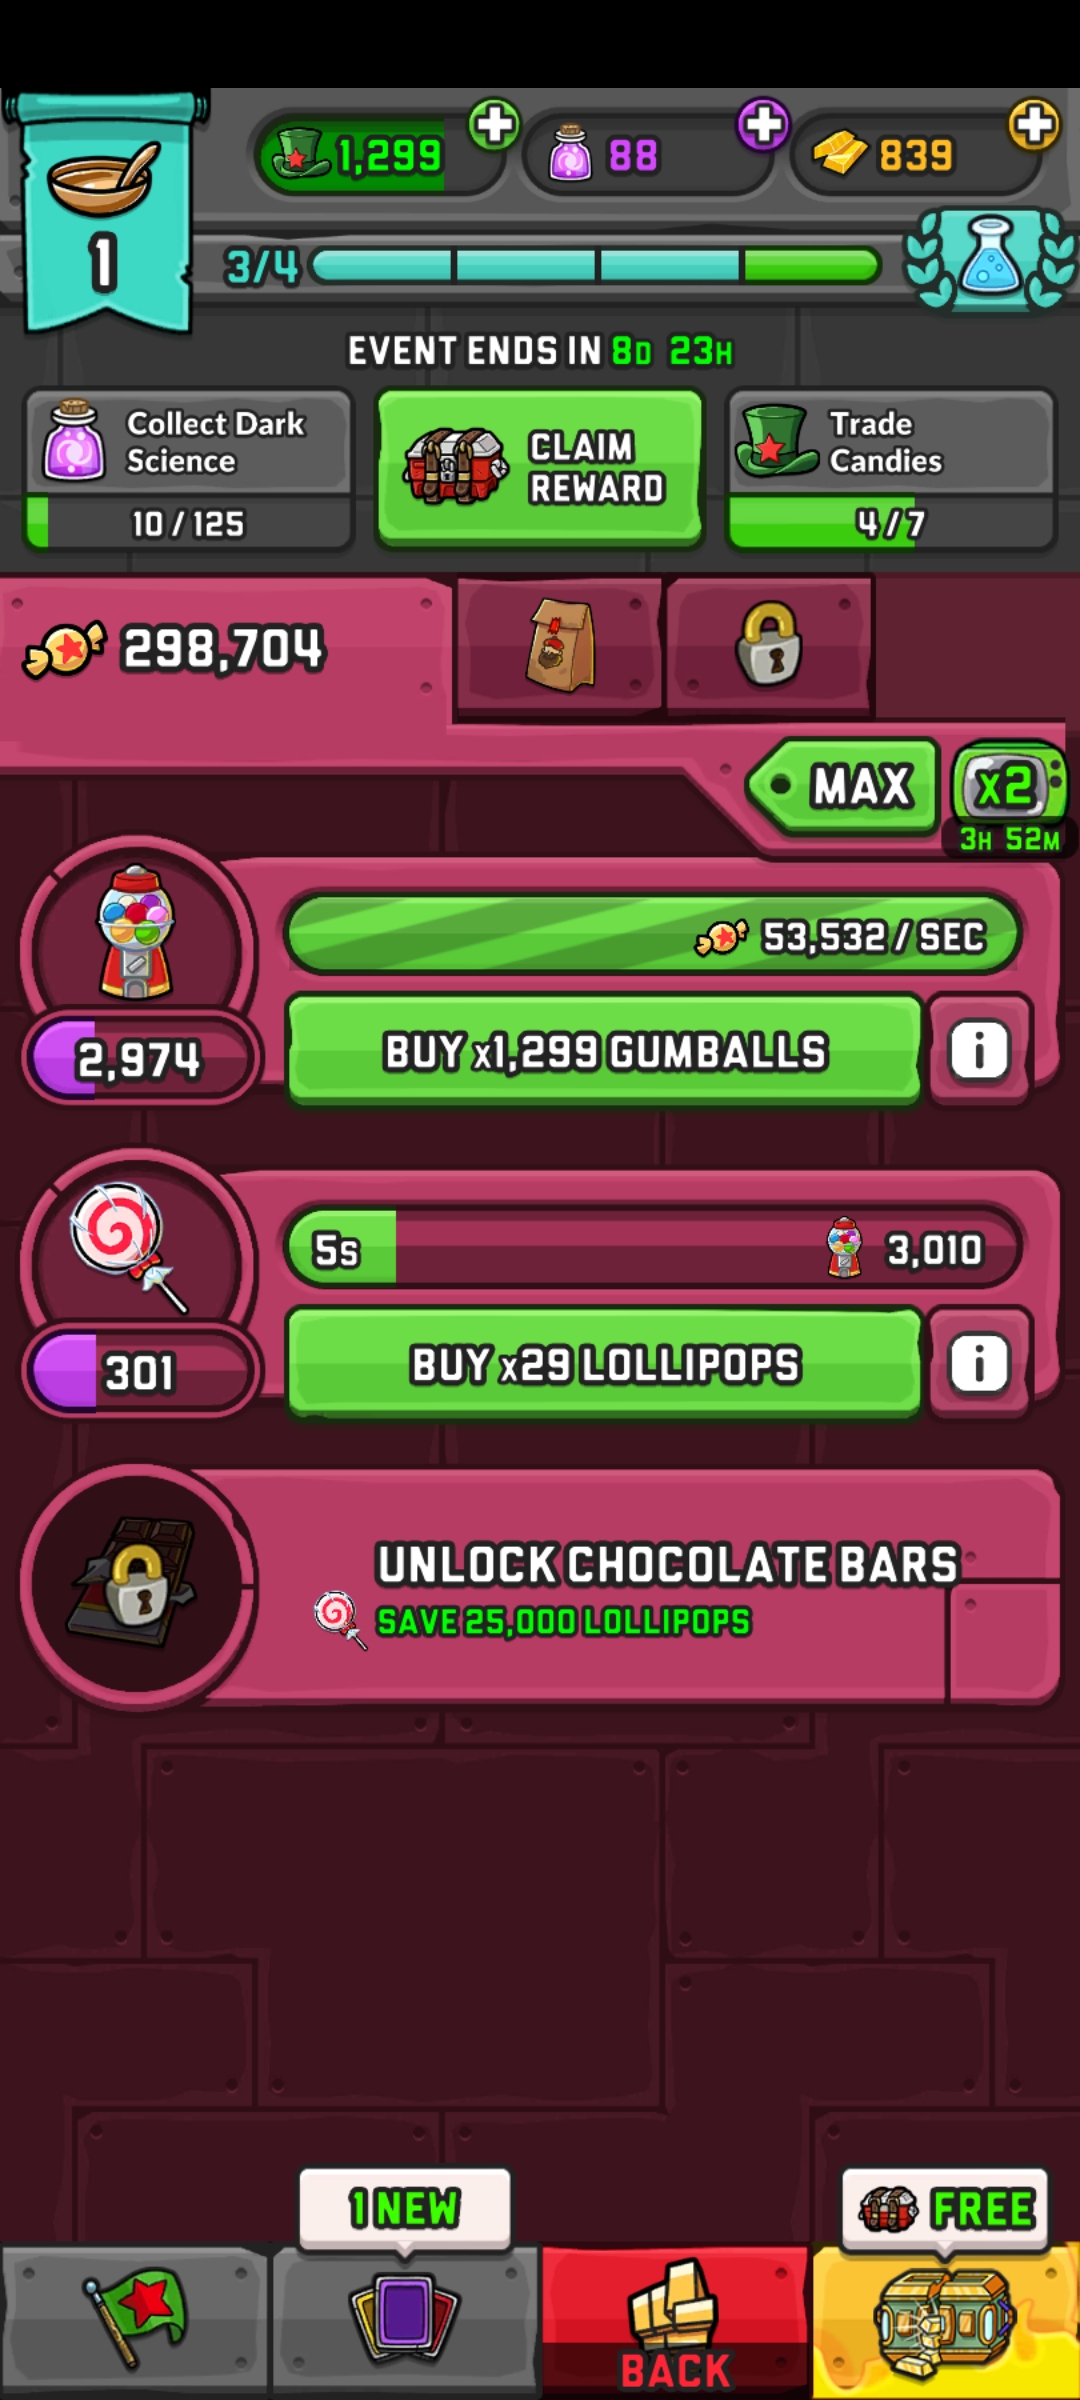 1,299
88
839
1
3/4
EVENT ENDS IN 8D 23H
Collect Dark
Science
10 / 125
CLAIM
REWARD
Trade
Candies
4 / 7
298,704
MAX
x2
3H 52M
53,532 / SEC
2,974
BUY x1,299 GUMBALLS
i
5s
3,010
301
BUY x29 LOLLIPOPS
i
UNLOCK CHOCOLATE BARS
SAVE 25,000 LOLLIPOPS
1 NEW
FREE
BACK